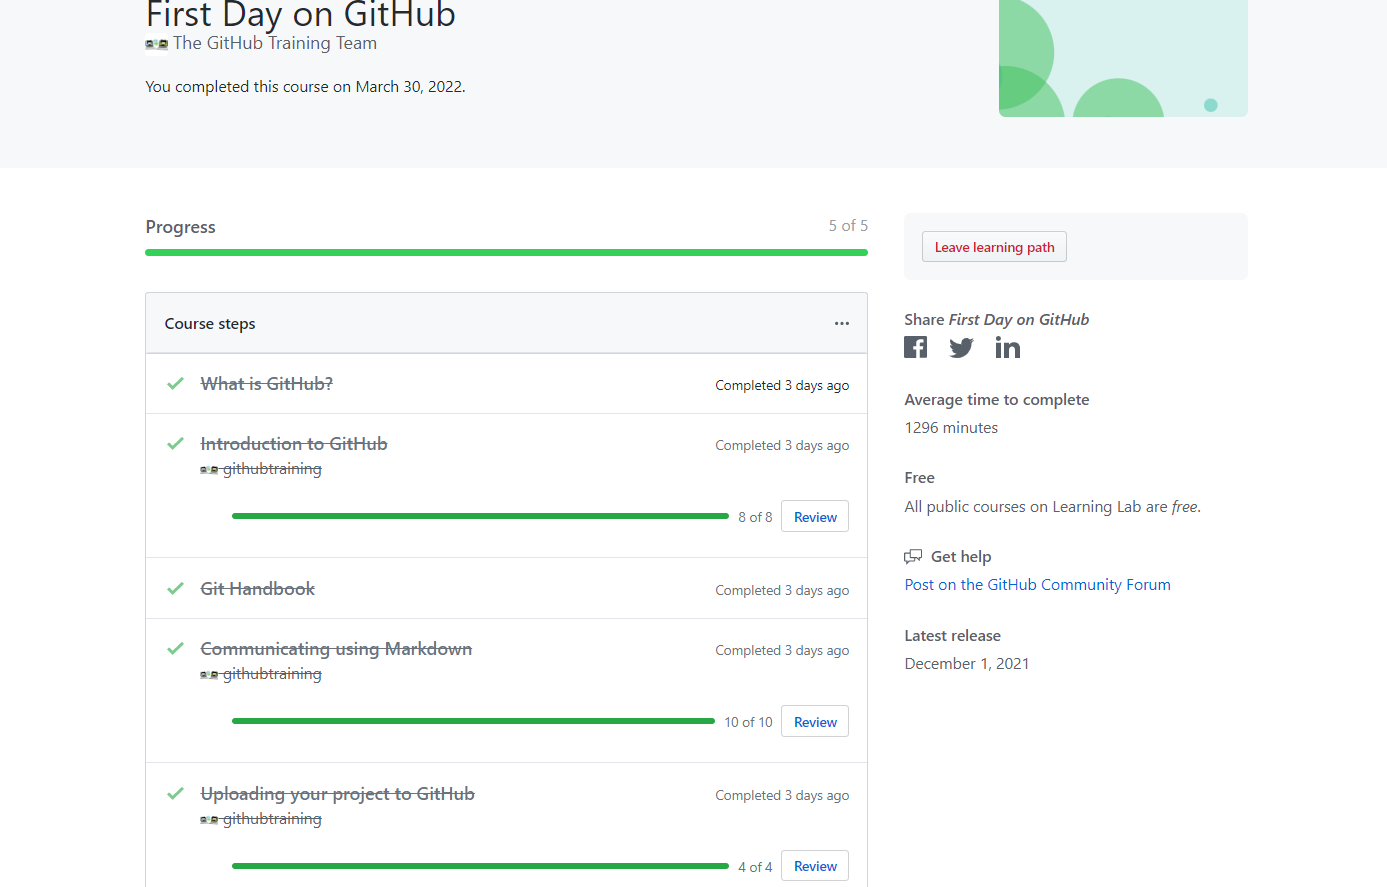 First Day on GitHub
The GitHub Training Team
You completed this course on March 30, 2022.
Progress
5 of 5
Course steps
What is GitHub?
Completed 3 days ago
Introduction to GitHub
Completed 3 days ago
githubtraining
8 of 8
Review
Git Handbook
Completed 3 days ago
Communicating using Markdown
Completed 3 days ago
githubtraining
10 of 10
Review
Uploading your project to GitHub
Completed 3 days ago
githubtraining
4 of 4
Review
Leave learning path
Share First Day on GitHub
Average time to complete
1296 minutes
Free
All public courses on Learning Lab are free.
Get help
Post on the GitHub Community Forum
Latest release
December 1, 2021